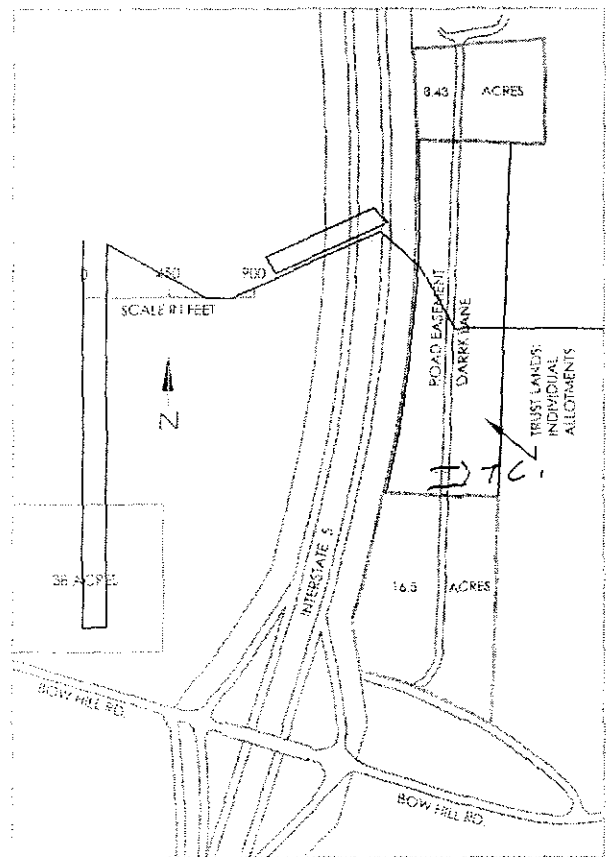 8.43 ACRES
0 450 900
SCALE IN FEET
N
ROAD EASEMENT
DARRK LANE
TRUST LANDS:
INDIVIDUAL
ALLOTMENTS
INTERSTATE 5
38 ACRES
16.5 ACRES
BOW HILL RD.
BOW HILL RD.